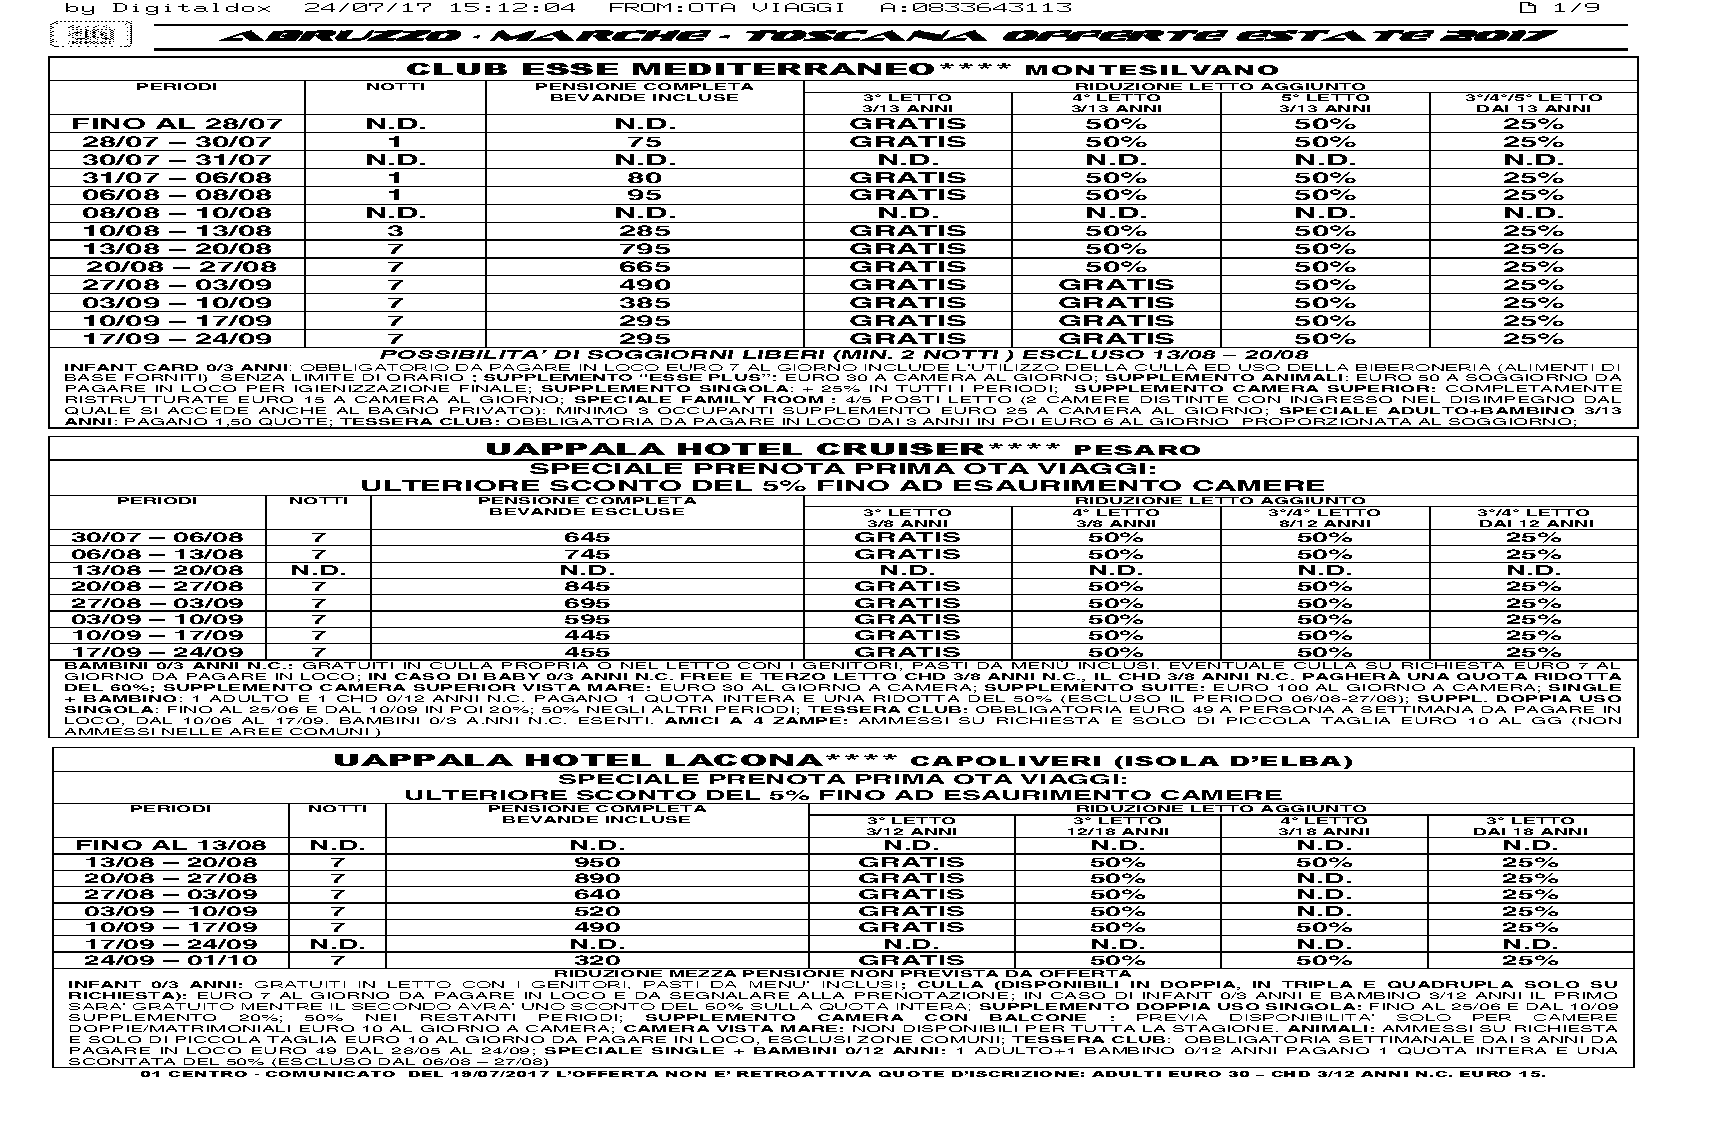 by Digitaldox 24/07/17 15:12:04 FROM:OTA VIAGGI A:0833643113 1/9
ABRUZZO - MARCHE - TOSCANA OFFERTE ESTATE 2017
CLUB ESSE MEDITERRANEO**** MONTESILVANO
PERIODI NOTTI PENSIONE COMPLETA RIDUZIONE LETTO AGGIUNTO
BEVANDE INCLUSE 3° LETTO 4° LETTO 5° LETTO 3°/4°/5° LETTO
3/13 ANNI 3/13 ANNI 3/13 ANNI DAI 13 ANNI
FINO AL 28/07 N.D. N.D. GRATIS 50% 50% 25%
28/07 – 30/07 1 75 GRATIS 50% 50% 25%
30/07 – 31/07 N.D. N.D. N.D. N.D. N.D. N.D.
31/07 – 06/08 1 80 GRATIS 50% 50% 25%
06/08 – 08/08 1 95 GRATIS 50% 50% 25%
08/08 – 10/08 N.D. N.D. N.D. N.D. N.D. N.D.
10/08 – 13/08 3 285 GRATIS 50% 50% 25%
13/08 – 20/08 7 795 GRATIS 50% 50% 25%
20/08 – 27/08 7 665 GRATIS 50% 50% 25%
27/08 – 03/09 7 490 GRATIS GRATIS 50% 25%
03/09 – 10/09 7 385 GRATIS GRATIS 50% 25%
10/09 – 17/09 7 295 GRATIS GRATIS 50% 25%
17/09 – 24/09 7 295 GRATIS GRATIS 50% 25%
POSSIBILITA' DI SOGGIORNI LIBERI (MIN. 2 NOTTI ) ESCLUSO 13/08 – 20/08
INFANT CARD 0/3 ANNI: OBBLIGATORIO DA PAGARE IN LOCO EURO 7 AL GIORNO INCLUDE L'UTILIZZO DELLA CULLA ED USO DELLA BIBERONERIA (ALIMENTI DI
BASE FORNITI) SENZA LIMITE DI ORARIO ; SUPPLEMENTO "ESSE PLUS": EURO 30 A CAMERA AL GIORNO; SUPPLEMENTO ANIMALI: EURO 50 A SOGGIORNO DA
PAGARE IN LOCO PER IGIENIZZAZIONE FINALE; SUPPLEMENTO SINGOLA: + 25% IN TUTTI I PERIODI; SUPPLEMENTO CAMERA SUPERIOR: COMPLETAMENTE
RISTRUTTURATE EURO 15 A CAMERA AL GIORNO; SPECIALE FAMILY ROOM : 4/5 POSTI LETTO (2 CAMERE DISTINTE CON INGRESSO NEL DISIMPEGNO DAL
QUALE SI ACCEDE ANCHE AL BAGNO PRIVATO): MINIMO 3 OCCUPANTI SUPPLEMENTO EURO 25 A CAMERA AL GIORNO; SPECIALE ADULTO+BAMBINO 3/13
ANNI: PAGANO 1,50 QUOTE; TESSERA CLUB: OBBLIGATORIA DA PAGARE IN LOCO DAI 3 ANNI IN POI EURO 6 AL GIORNO PROPORZIONATA AL SOGGIORNO;
UAPPALA HOTEL CRUISER**** PESARO
SPECIALE PRENOTA PRIMA OTA VIAGGI:
ULTERIORE SCONTO DEL 5% FINO AD ESAURIMENTO CAMERE
PERIODI NOTTI PENSIONE COMPLETA RIDUZIONE LETTO AGGIUNTO
BEVANDE ESCLUSE 3° LETTO 4° LETTO 3°/4° LETTO 3°/4° LETTO
3/8 ANNI 3/8 ANNI 8/12 ANNI DAI 12 ANNI
30/07 – 06/08 7 645 GRATIS 50% 50% 25%
06/08 – 13/08 7 745 GRATIS 50% 50% 25%
13/08 – 20/08 N.D. N.D. N.D. N.D. N.D. N.D.
20/08 – 27/08 7 845 GRATIS 50% 50% 25%
27/08 – 03/09 7 695 GRATIS 50% 50% 25%
03/09 – 10/09 7 595 GRATIS 50% 50% 25%
10/09 – 17/09 7 445 GRATIS 50% 50% 25%
17/09 – 24/09 7 455 GRATIS 50% 50% 25%
BAMBINI 0/3 ANNI N.C.: GRATUITI IN CULLA PROPRIA O NEL LETTO CON I GENITORI, PASTI DA MENÙ INCLUSI. EVENTUALE CULLA SU RICHIESTA EURO 7 AL
GIORNO DA PAGARE IN LOCO; IN CASO DI BABY 0/3 ANNI N.C. FREE E TERZO LETTO CHD 3/8 ANNI N.C., IL CHD 3/8 ANNI N.C. PAGHERÀ UNA QUOTA RIDOTTA
DEL 60%; SUPPLEMENTO CAMERA SUPERIOR VISTA MARE: EURO 30 AL GIORNO A CAMERA; SUPPLEMENTO SUITE: EURO 100 AL GIORNO A CAMERA; SINGLE
+ BAMBINO: 1 ADULTO E 1 CHD 0/12 ANNI N.C. PAGANO 1 QUOTA INTERA E UNA RIDOTTA DEL 50% (ESCLUSO IL PERIODO 06/08-27/08); SUPPL. DOPPIA USO
SINGOLA: FINO AL 25/06 E DAL 10/09 IN POI 20%; 50% NEGLI ALTRI PERIODI; TESSERA CLUB: OBBLIGATORIA EURO 49 A PERSONA A SETTIMANA DA PAGARE IN
LOCO, DAL 10/06 AL 17/09. BAMBINI 0/3 A.NNI N.C. ESENTI. AMICI A 4 ZAMPE: AMMESSI SU RICHIESTA E SOLO DI PICCOLA TAGLIA EURO 10 AL GG (NON
AMMESSI NELLE AREE COMUNI )
UAPPALA HOTEL LACONA**** CAPOLIVERI (ISOLA D'ELBA)
SPECIALE PRENOTA PRIMA OTA VIAGGI:
ULTERIORE SCONTO DEL 5% FINO AD ESAURIMENTO CAMERE
PERIODI NOTTI PENSIONE COMPLETA RIDUZIONE LETTO AGGIUNTO
BEVANDE INCLUSE 3° LETTO 3° LETTO 4° LETTO 3° LETTO
3/12 ANNI 12/18 ANNI 3/18 ANNI DAI 18 ANNI
FINO AL 13/08 N.D. N.D. N.D. N.D. N.D. N.D.
13/08 – 20/08 7 950 GRATIS 50% 50% 25%
20/08 – 27/08 7 890 GRATIS 50% N.D. 25%
27/08 – 03/09 7 640 GRATIS 50% N.D. 25%
03/09 – 10/09 7 520 GRATIS 50% N.D. 25%
10/09 – 17/09 7 490 GRATIS 50% N.D. 25%
17/09 – 24/09 N.D. N.D. N.D. N.D. N.D. N.D.
24/09 – 01/10 7 320 GRATIS 50% 50% 25%
RIDUZIONE MEZZA PENSIONE NON PREVISTA DA OFFERTA
INFANT 0/3 ANNI: GRATUITI IN LETTO CON I GENITORI, PASTI DA MENU' INCLUSI; CULLA (DISPONIBILI IN DOPPIA, IN TRIPLA E QUADRUPLA SOLO SU
RICHIESTA): EURO 7 AL GIORNO DA PAGARE IN LOCO E DA SEGNALARE ALLA PRENOTAZIONE; IN CASO DI INFANT 0/3 ANNI E BAMBINO 3/12 ANNI IL PRIMO
SARA' GRATUITO MENTRE IL SECONDO AVRA' UNO SCONTO DEL 50% SULLA QUOTA INTERA; SUPPLEMENTO DOPPIA USO SINGOLA: FINO AL 25/06 E DAL 10/09
SUPPLEMENTO 20%; 50% NEI RESTANTI PERIODI; SUPPLEMENTO CAMERA CON BALCONE : PREVIA DISPONIBILITA' SOLO PER CAMERE
DOPPIE/MATRIMONIALI EURO 10 AL GIORNO A CAMERA; CAMERA VISTA MARE: NON DISPONIBILI PER TUTTA LA STAGIONE. ANIMALI: AMMESSI SU RICHIESTA
E SOLO DI PICCOLA TAGLIA EURO 10 AL GIORNO DA PAGARE IN LOCO, ESCLUSI ZONE COMUNI; TESSERA CLUB: OBBLIGATORIA SETTIMANALE DAI 3 ANNI DA
PAGARE IN LOCO EURO 49 DAL 28/05 AL 24/09; SPECIALE SINGLE + BAMBINI 0/12 ANNI: 1 ADULTO+1 BAMBINO 0/12 ANNI PAGANO 1 QUOTA INTERA E UNA
SCONTATA DEL 50% (ESCLUSO DAL 06/08 – 27/08)
01 CENTRO - COMUNICATO DEL 19/07/2017 L'OFFERTA NON E' RETROATTIVA QUOTE D'ISCRIZIONE: ADULTI EURO 30 – CHD 3/12 ANNI N.C. EURO 15.